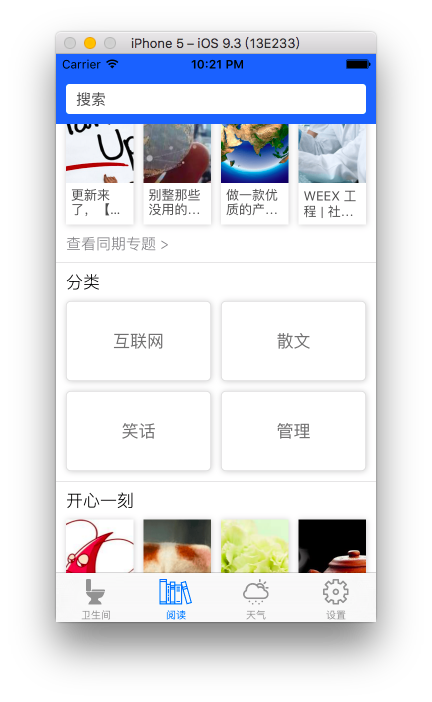 iPhone 5 – iOS 9.3 (13E233)
Carrier 10:21 PM
搜索
Up
更新来
了，【...
别整那些
没用的...
做一款优
质的产...
WEEX 工
程 | 社...
查看同期专题 >
分类
互联网
散文
笑话
管理
开心一刻
卫生间
阅读
天气
设置